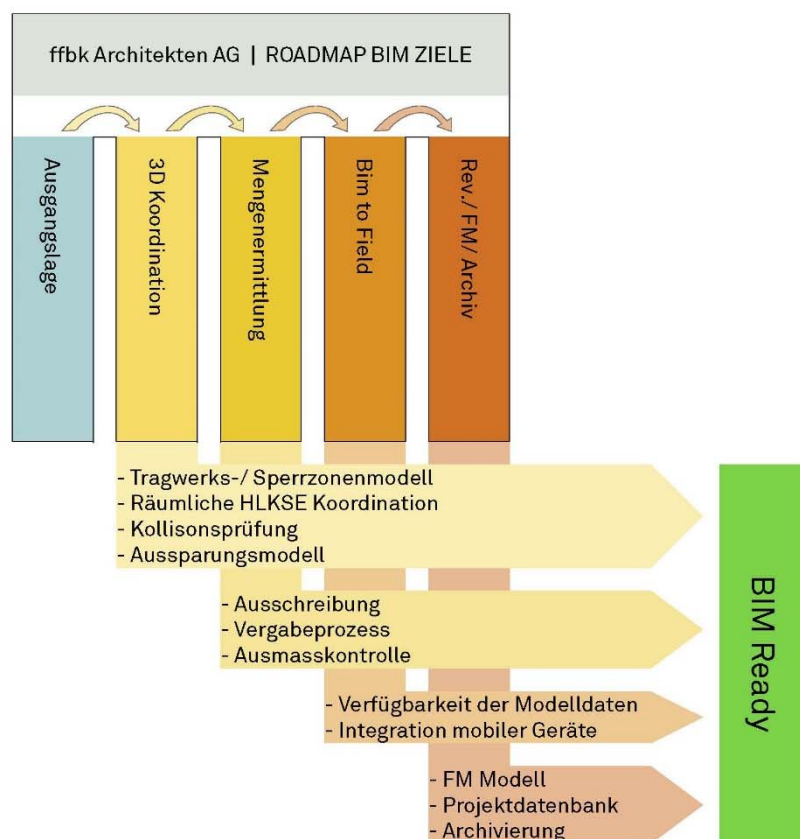 ffbk Architekten AG | ROADMAP BIM ZIELE
Ausgangslage
3D Koordination
Mengenermittlung
Bim to Field
Rev./ FM/ Archiv
- Tragwerks-/ Sperrzonenmodell
- Räumliche HLKSE Koordination
- Kollisonsprüfung
- Aussparungsmodell
- Ausschreibung
- Vergabeprozess
- Ausmasskontrolle
- Verfügbarkeit der Modelldaten
- Integration mobiler Geräte
- FM Modell
- Projektdatenbank
- Archivierung
BIM Ready